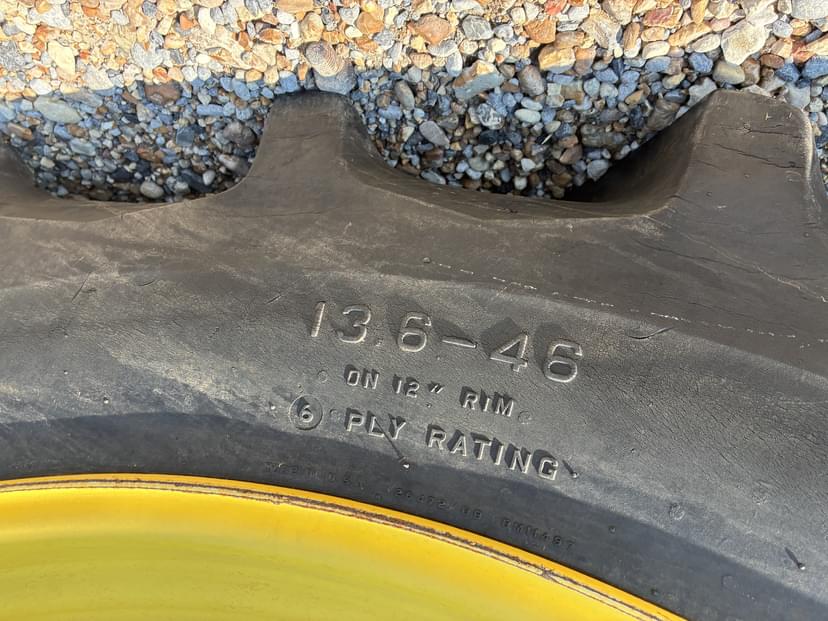 13.6-46
ON 12" RIM
6 PLY RATING